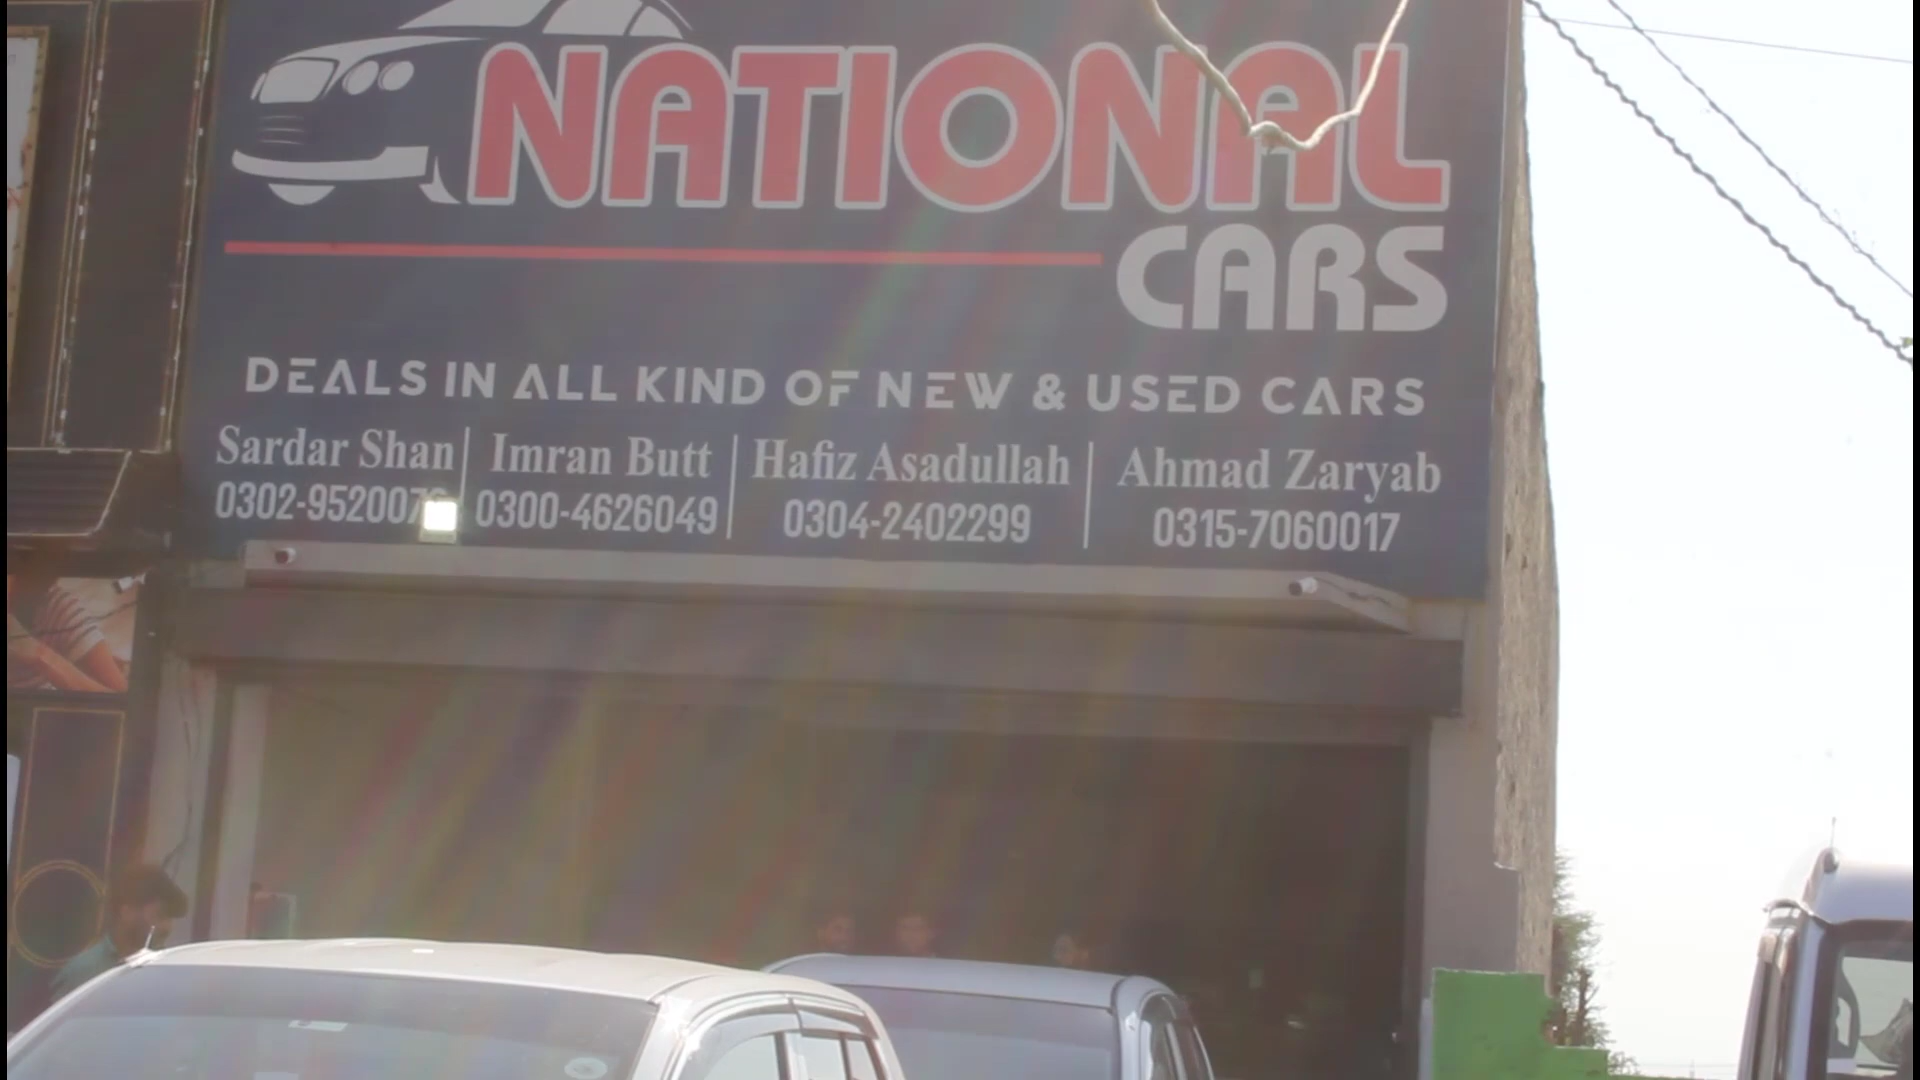 NATIONAL
CARS
DEALS IN ALL KIND OF NEW & USED CARS
Sardar Shan Imran Butt Hafiz Asadullah Ahmad Zaryab
0300-4626049 0304-2402299 0315-7060017